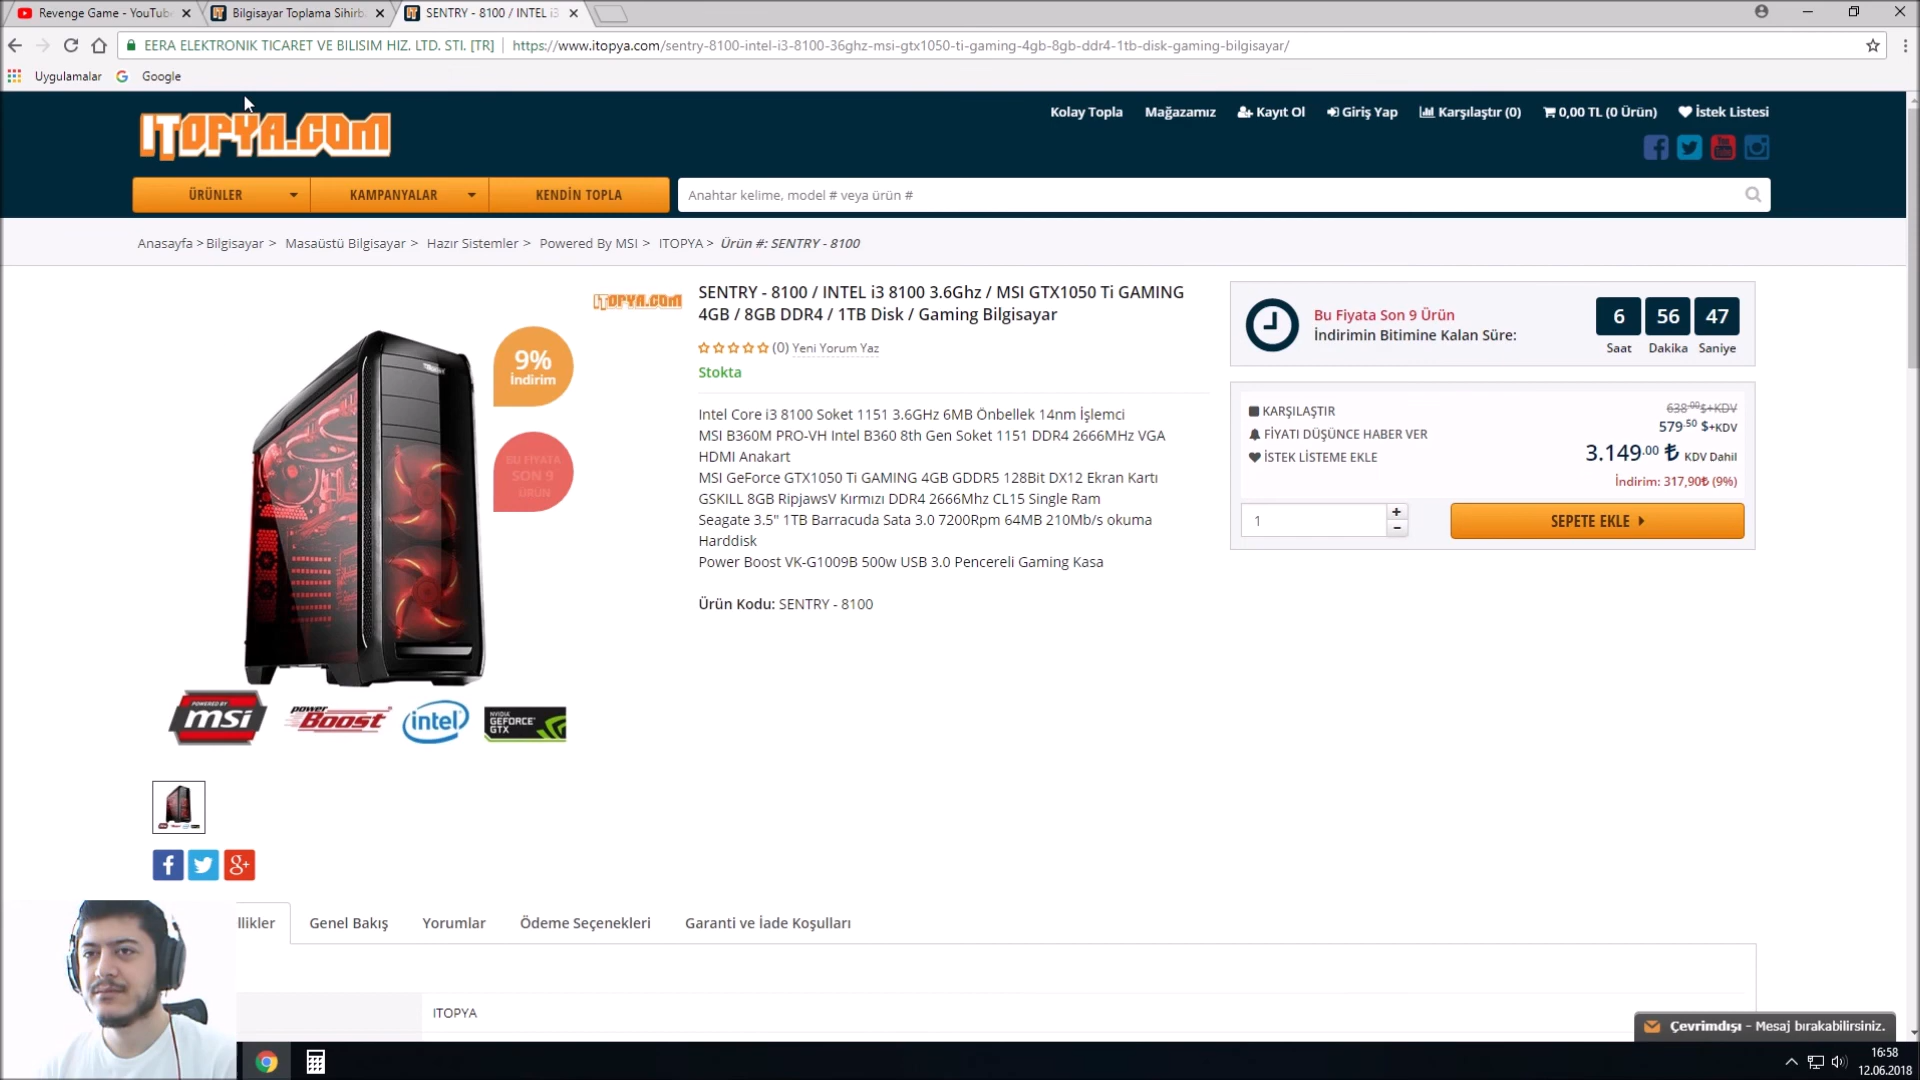 Revenge Game - YouTube
Bilgisayar Toplama Sihirb
SENTRY - 8100 / INTEL i3
EERA ELEKTRONIK TICARET VE BILISIM HIZ. LTD. STI. [TR]
https://www.itopya.com/sentry-8100-intel-i3-8100-36ghz-msi-gtx1050-ti-gaming-4gb-8gb-ddr4-1tb-disk-gaming-bilgisayar/
Uygulamalar
Google
ITOPYA.COM
Kolay Topla
Mağazamız
Kayıt Ol
Giriş Yap
Karşılaştır (0)
0,00 TL (0 Ürün)
İstek Listesi
ÜRÜNLER
KAMPANYALAR
KENDİN TOPLA
Anahtar kelime, model # veya ürün #
Anasayfa > Bilgisayar > Masaüstü Bilgisayar > Hazır Sistemler > Powered By MSI > ITOPYA > Ürün #: SENTRY - 8100
ITOPYA.COM
9%
İndirim
BU FİYATA
SON 9
ÜRÜN
SENTRY - 8100 / INTEL i3 8100 3.6Ghz / MSI GTX1050 Ti GAMING
4GB / 8GB DDR4 / 1TB Disk / Gaming Bilgisayar
(0) Yeni Yorum Yaz
Stokta
Intel Core i3 8100 Soket 1151 3.6GHz 6MB Önbellek 14nm İşlemci
MSI B360M PRO-VH Intel B360 8th Gen Soket 1151 DDR4 2666MHz VGA
HDMI Anakart
MSI GeForce GTX1050 Ti GAMING 4GB GDDR5 128Bit DX12 Ekran Kartı
GSKILL 8GB RipjawsV Kırmızı DDR4 2666Mhz CL15 Single Ram
Seagate 3.5" 1TB Barracuda Sata 3.0 7200Rpm 64MB 210Mb/s okuma
Harddisk
Power Boost VK-G1009B 500w USB 3.0 Pencereli Gaming Kasa
Ürün Kodu: SENTRY - 8100
Bu Fiyata Son 9 Ürün
İndirimin Bitimine Kalan Süre:
6 56 47
Saat Dakika Saniye
KARŞILAŞTIR
FİYATI DÜŞÜNCE HABER VER
İSTEK LİSTEME EKLE
638.00$+KDV
579.50 $+KDV
3.149.00 ₺ KDV Dahil
İndirim: 317,90₺ (9%)
1
+
-
SEPETE EKLE
POWERED BY
msi
power
Boost
intel
NVIDIA
GEFORCE
GTX
f
g+
llikler
Genel Bakış
Yorumlar
Ödeme Seçenekleri
Garanti ve İade Koşulları
ITOPYA
Çevrimdışı - Mesaj bırakabilirsiniz.
16:58
12.06.2018